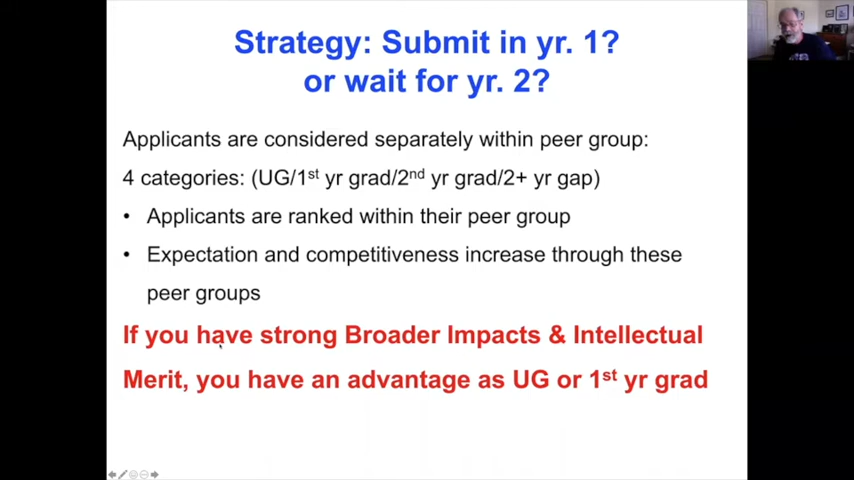 Strategy: Submit in yr. 1?
or wait for yr. 2?
Applicants are considered separately within peer group:
4 categories: (UG/1st yr grad/2nd yr grad/2+ yr gap)
• Applicants are ranked within their peer group
• Expectation and competitiveness increase through these
peer groups
If you have strong Broader Impacts & Intellectual
Merit, you have an advantage as UG or 1st yr grad